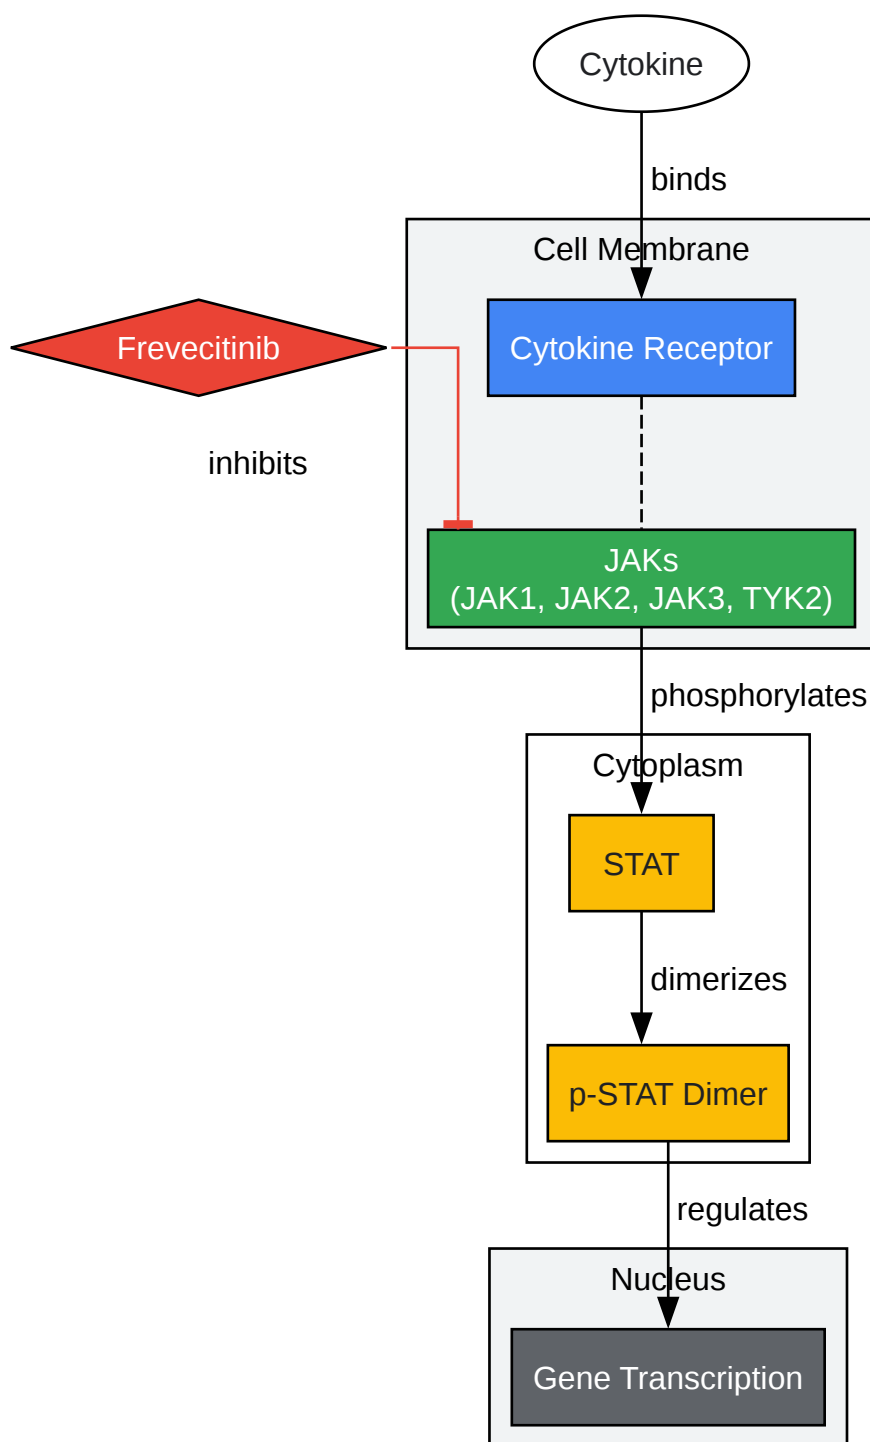 Cytokine
binds
Cell Membrane
Frevecitinib
Cytokine Receptor
inhibits
JAKs
(JAK1, JAK2, JAK3, TYK2)
phosphorylates
Cytoplasm
STAT
dimerizes
p-STAT Dimer
regulates
Nucleus
Gene Transcription